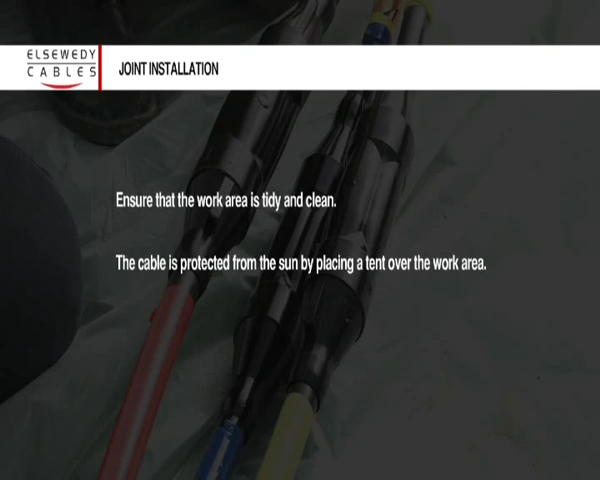 ELSEWEDY
CABLES
JOINT INSTALLATION
Ensure that the work area is tidy and clean.
The cable is protected from the sun by placing a tent over the work area.